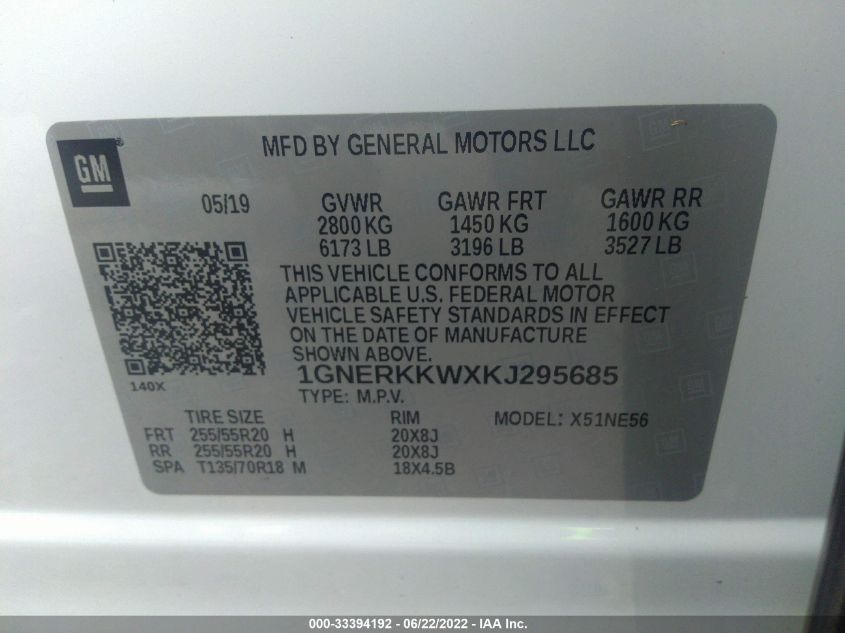 MFD BY GENERAL MOTORS LLC
GM®
05/19 GVWR GAWR FRT GAWR RR
2800 KG 1450 KG 1600 KG
6173 LB 3196 LB 3527 LB
THIS VEHICLE CONFORMS TO ALL
APPLICABLE U.S. FEDERAL MOTOR
VEHICLE SAFETY STANDARDS IN EFFECT
ON THE DATE OF MANUFACTURE
SHOWN ABOVE.
1GNERKKWXKJ295685
140X
TYPE: M.P.V.
TIRE SIZE RIM MODEL: X51NE56
FRT 255/55R20 H 20X8J
RR 255/55R20 H 20X8J
SPA T135/70R18 M 18X4.5B
000-33394192 - 06/22/2022 - IAA Inc.